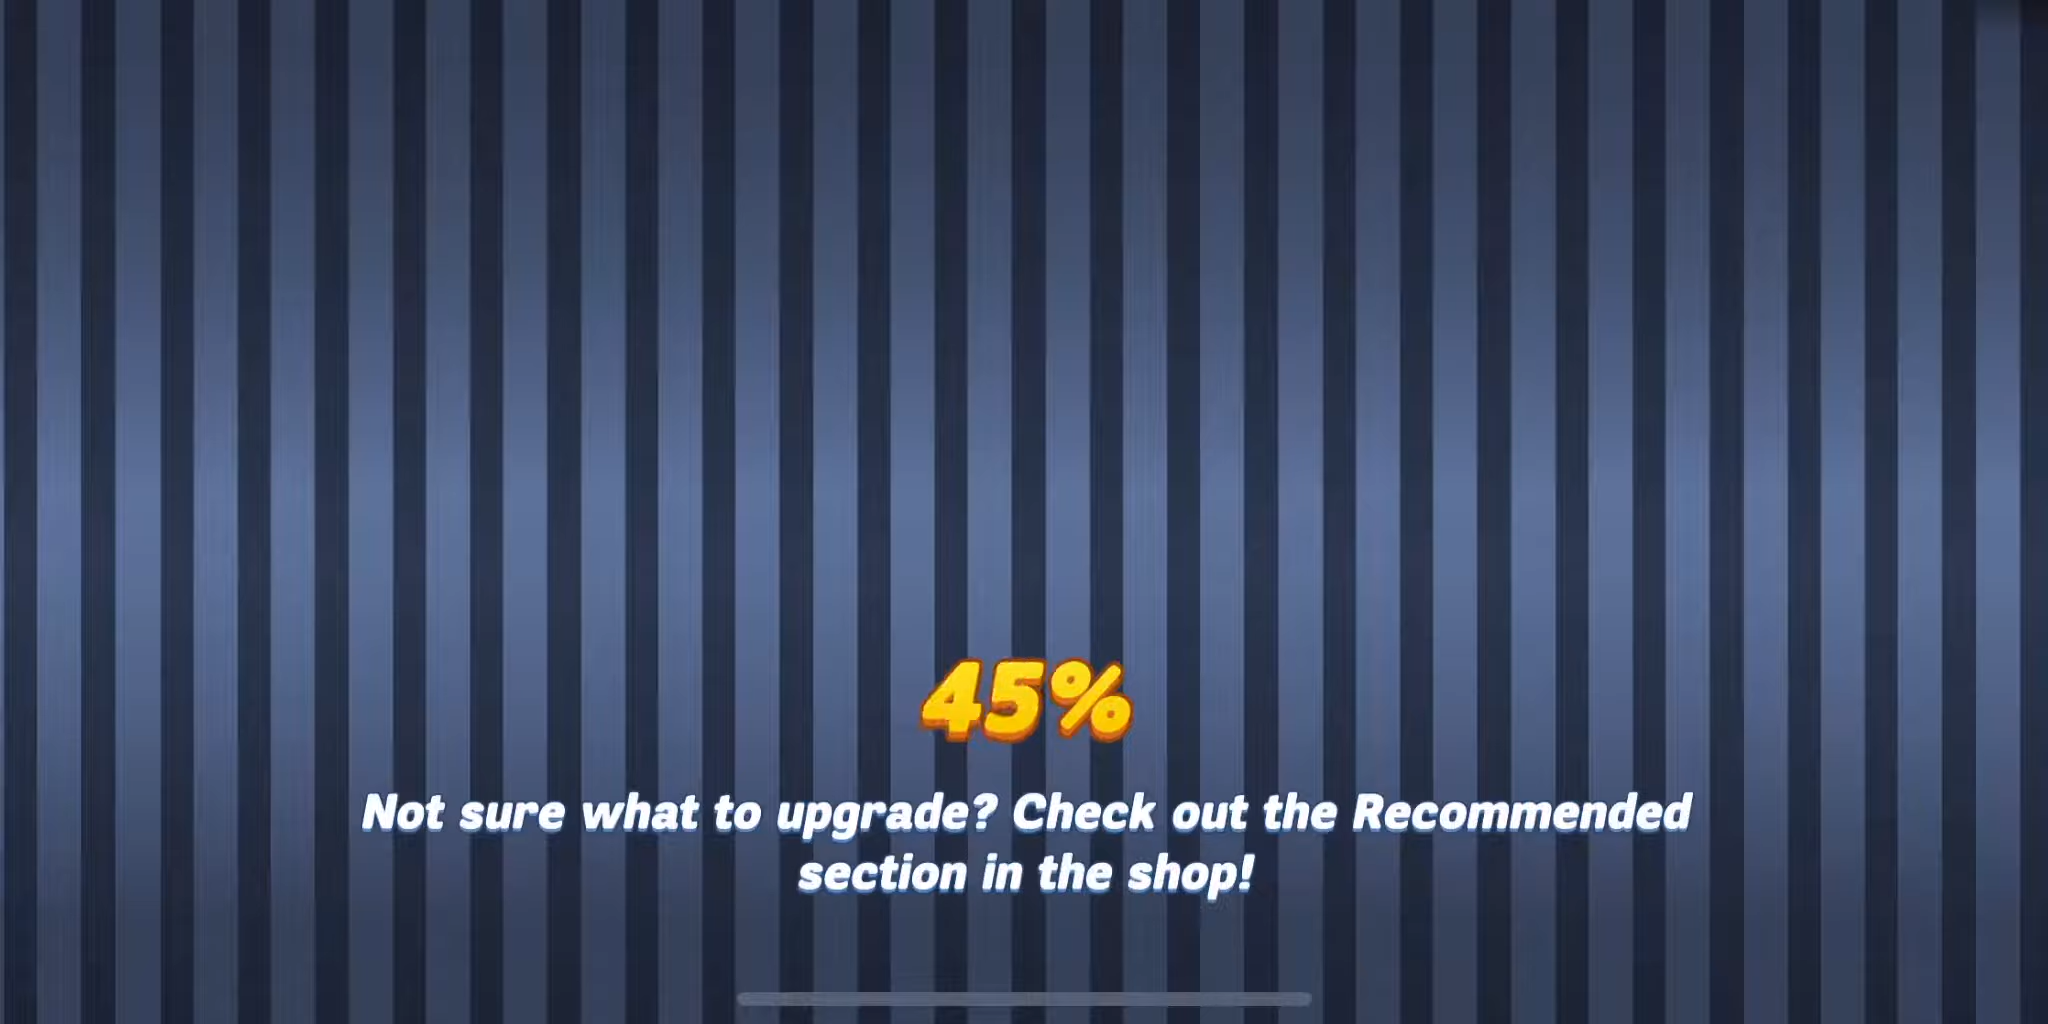 45%
Not sure what to upgrade? Check out the Recommended
section in the shop!